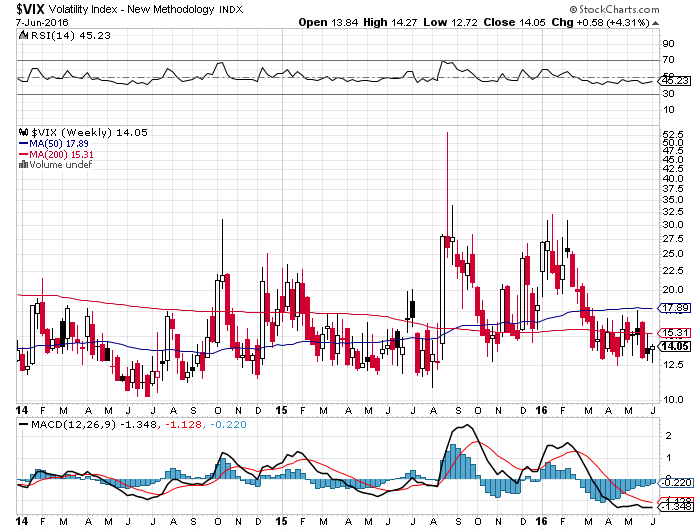 $VIX Volatility Index - New Methodology INDX
© StockCharts.com
7-Jun-2016
Open 13.84 High 14.27 Low 12.72 Close 14.05 Chg +0.58 (+4.31%)
RSI(14) 45.23
90
70
50
45.23
30
10
$VIX (Weekly) 14.05
MA(50) 17.89
MA(200) 15.31
Volume undef
52.5
50.0
47.5
45.0
42.5
40.0
37.5
35.0
32.5
30.0
27.5
25.0
22.5
20.0
17.89
15.31
14.05
12.5
10.0
14 F M A M J J A S O N D 15 F M A M J J A S O N D 16 F M A M J
MACD(12,26,9) -1.348, -1.128, -0.220
2
1
0
-0.220
-1.128
-1.348
14 F M A M J J A S O N D 15 F M A M J J A S O N D 16 F M A M J